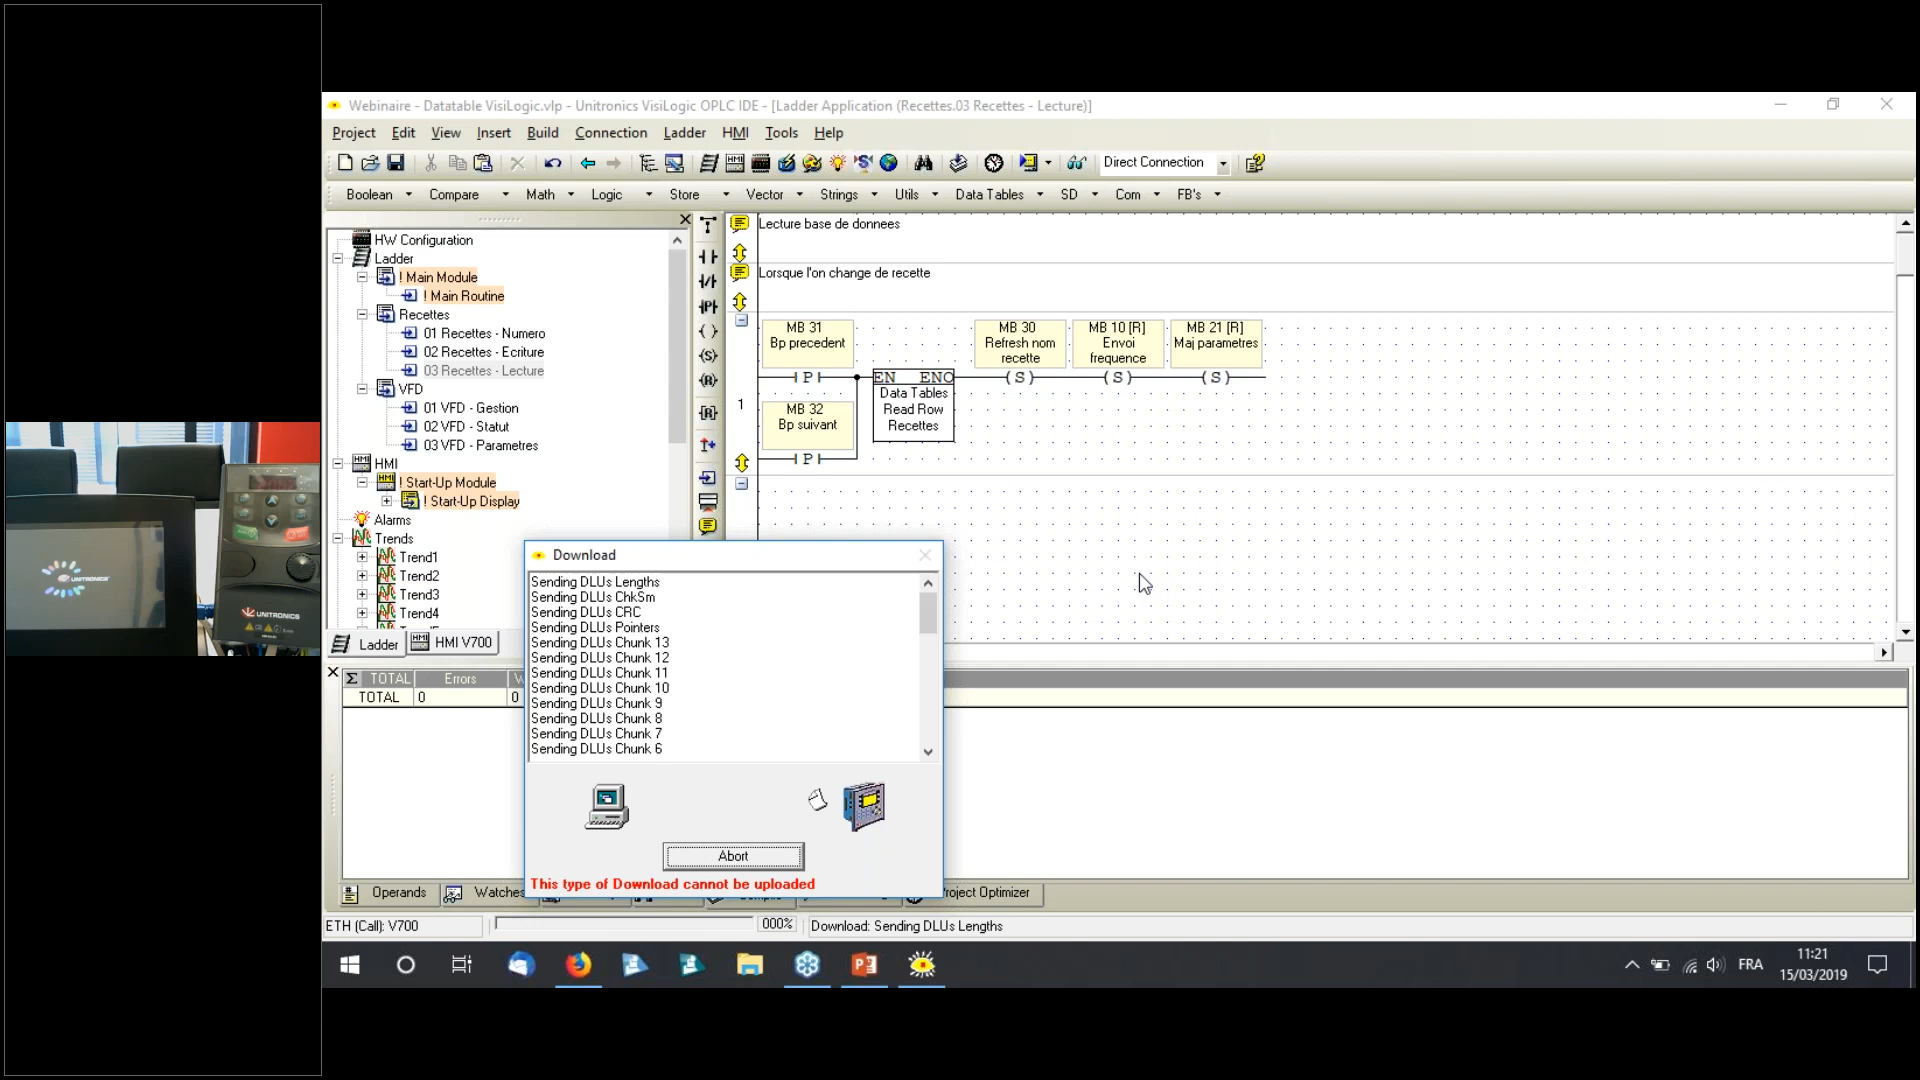 Webinaire - Datatable VisiLogic.vlp - Unitronics VisiLogic OPLC IDE - [Ladder Application (Recettes.03 Recettes - Lecture)]
Project Edit View Insert Build Connection Ladder HMI Tools Help
Direct Connection
Boolean Compare Math Logic Store Vector Strings Utils Data Tables SD Com FB's
HW Configuration
Ladder
! Main Module
! Main Routine
Recettes
01 Recettes - Numero
02 Recettes - Ecriture
03 Recettes - Lecture
VFD
01 VFD - Gestion
02 VFD - Statut
03 VFD - Parametres
HMI
! Start-Up Module
! Start-Up Display
Alarms
Trends
Trend1
Trend2
Trend3
Trend4
Ladder HMI V700
Lecture base de donnees
Lorsque l'on change de recette
1
MB 31
Bp precedent
P
MB 32
Bp suivant
P
EN ENO
Data Tables
Read Row
Recettes
MB 30
Refresh nom
recette
S
MB 10 [R]
Envoi
frequence
S
MB 21 [R]
Maj parametres
S
Download
Sending DLUs Lengths
Sending DLUs ChkSm
Sending DLUs CRC
Sending DLUs Pointers
Sending DLUs Chunk 13
Sending DLUs Chunk 12
Sending DLUs Chunk 11
Sending DLUs Chunk 10
Sending DLUs Chunk 9
Sending DLUs Chunk 8
Sending DLUs Chunk 7
Sending DLUs Chunk 6
Abort
This type of Download cannot be uploaded
Σ TOTAL Errors W
TOTAL 0 0
Operands Watches roject Optimizer
ETH (Call): V700 000% Download: Sending DLUs Lengths
FRA
11:21
15/03/2019
UNITRONICS
UNITRONICS